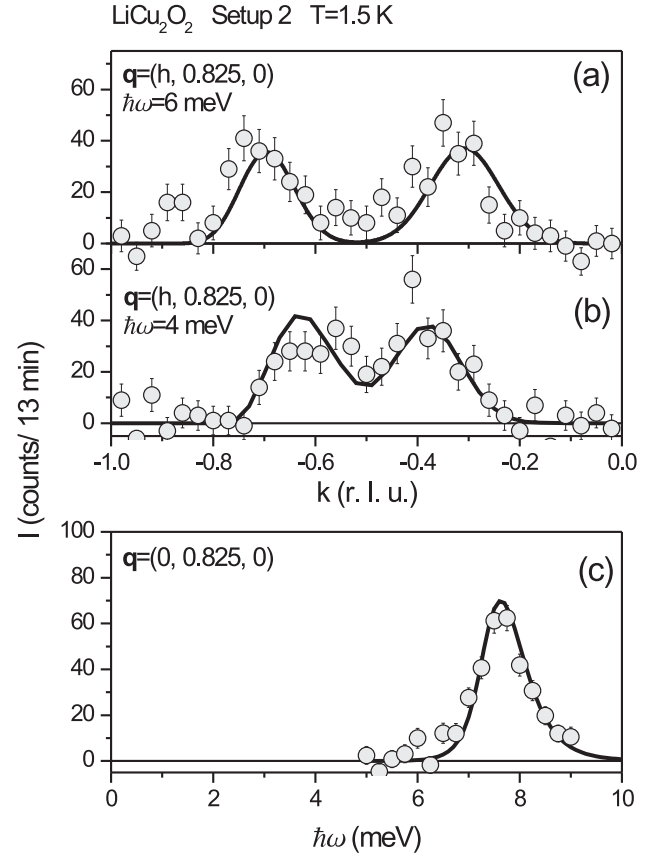 LiCu₂O₂ Setup 2 T=1.5 K
q=(h, 0.825, 0)
ħω=6 meV
(a)
60
40
20
0
q=(h, 0.825, 0)
ħω=4 meV
(b)
60
40
20
0
-1.0 -0.8 -0.6 -0.4 -0.2 0.0
k (r. l. u.)
I (counts/ 13 min)
q=(0, 0.825, 0)
(c)
100
80
60
40
20
0
0 2 4 6 8 10
ħω (meV)